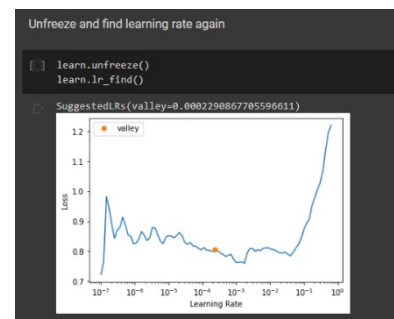 Unfreeze and find learning rate again
learn.unfreeze()
learn.lr_find()
SuggestedLRs(valley=0.0002290867705596611)
valley
1.2
1.1
1.0
0.9
0.8
0.7
Loss
10⁻⁷ 10⁻⁶ 10⁻⁵ 10⁻⁴ 10⁻³ 10⁻² 10⁻¹ 10⁰
Learning Rate